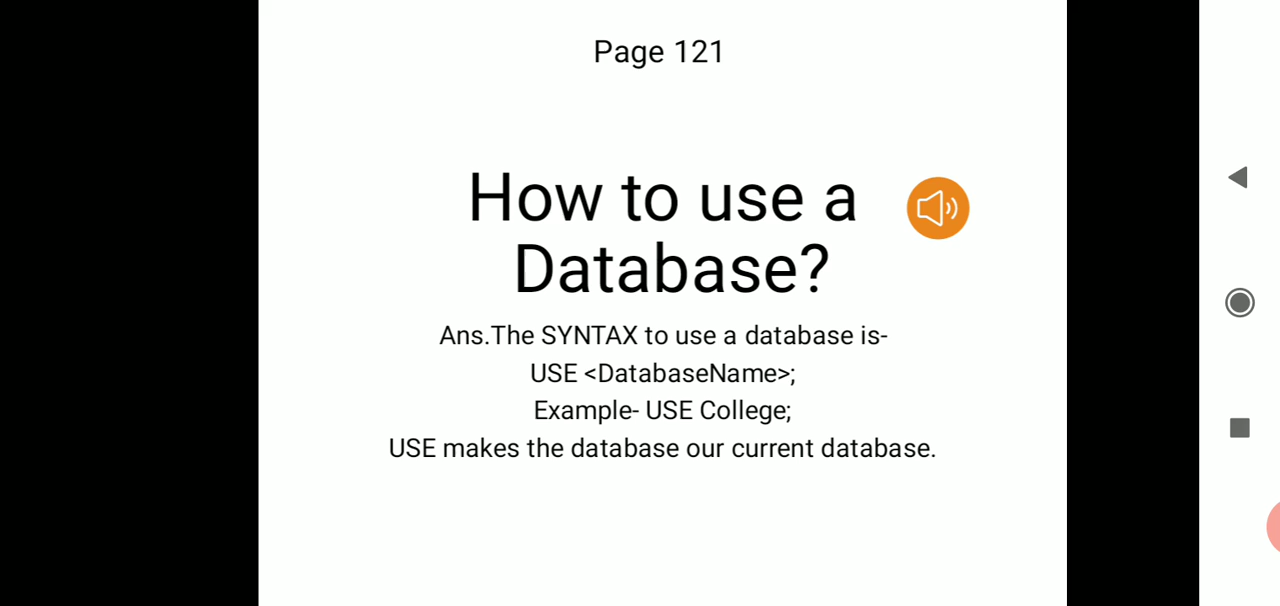 Page 121
How to use a
Database?
Ans.The SYNTAX to use a database is-
USE <DatabaseName>;
Example- USE College;
USE makes the database our current database.